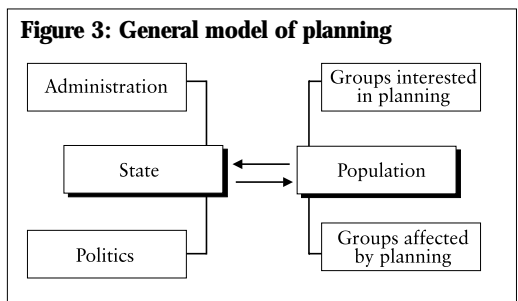 Figure 3: General model of planning
Administration
Groups interested
in planning
State
Population
Politics
Groups affected
by planning